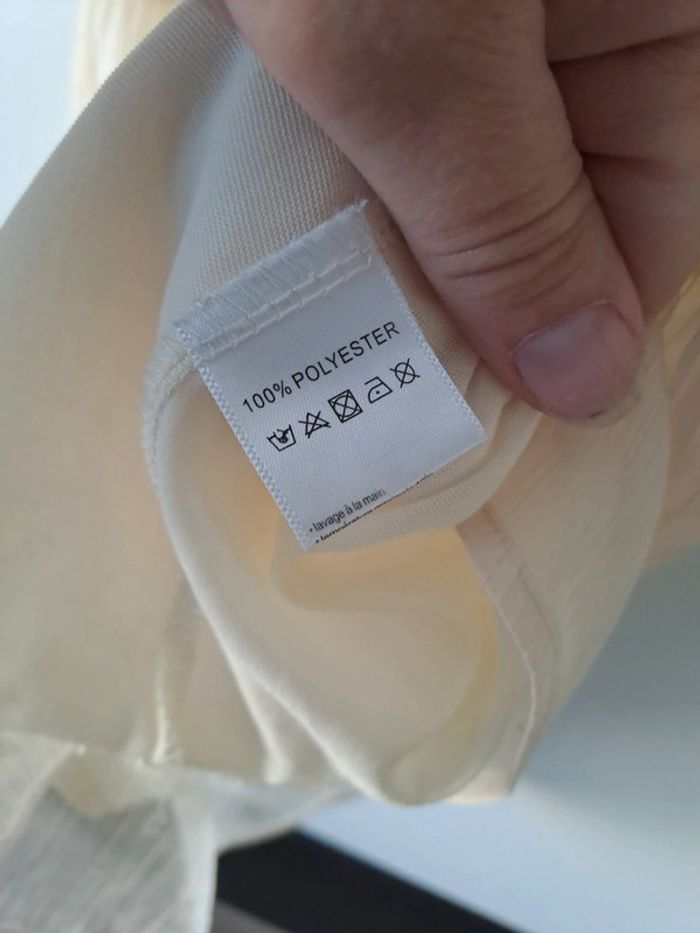 100% POLYESTER
• lavage à la main